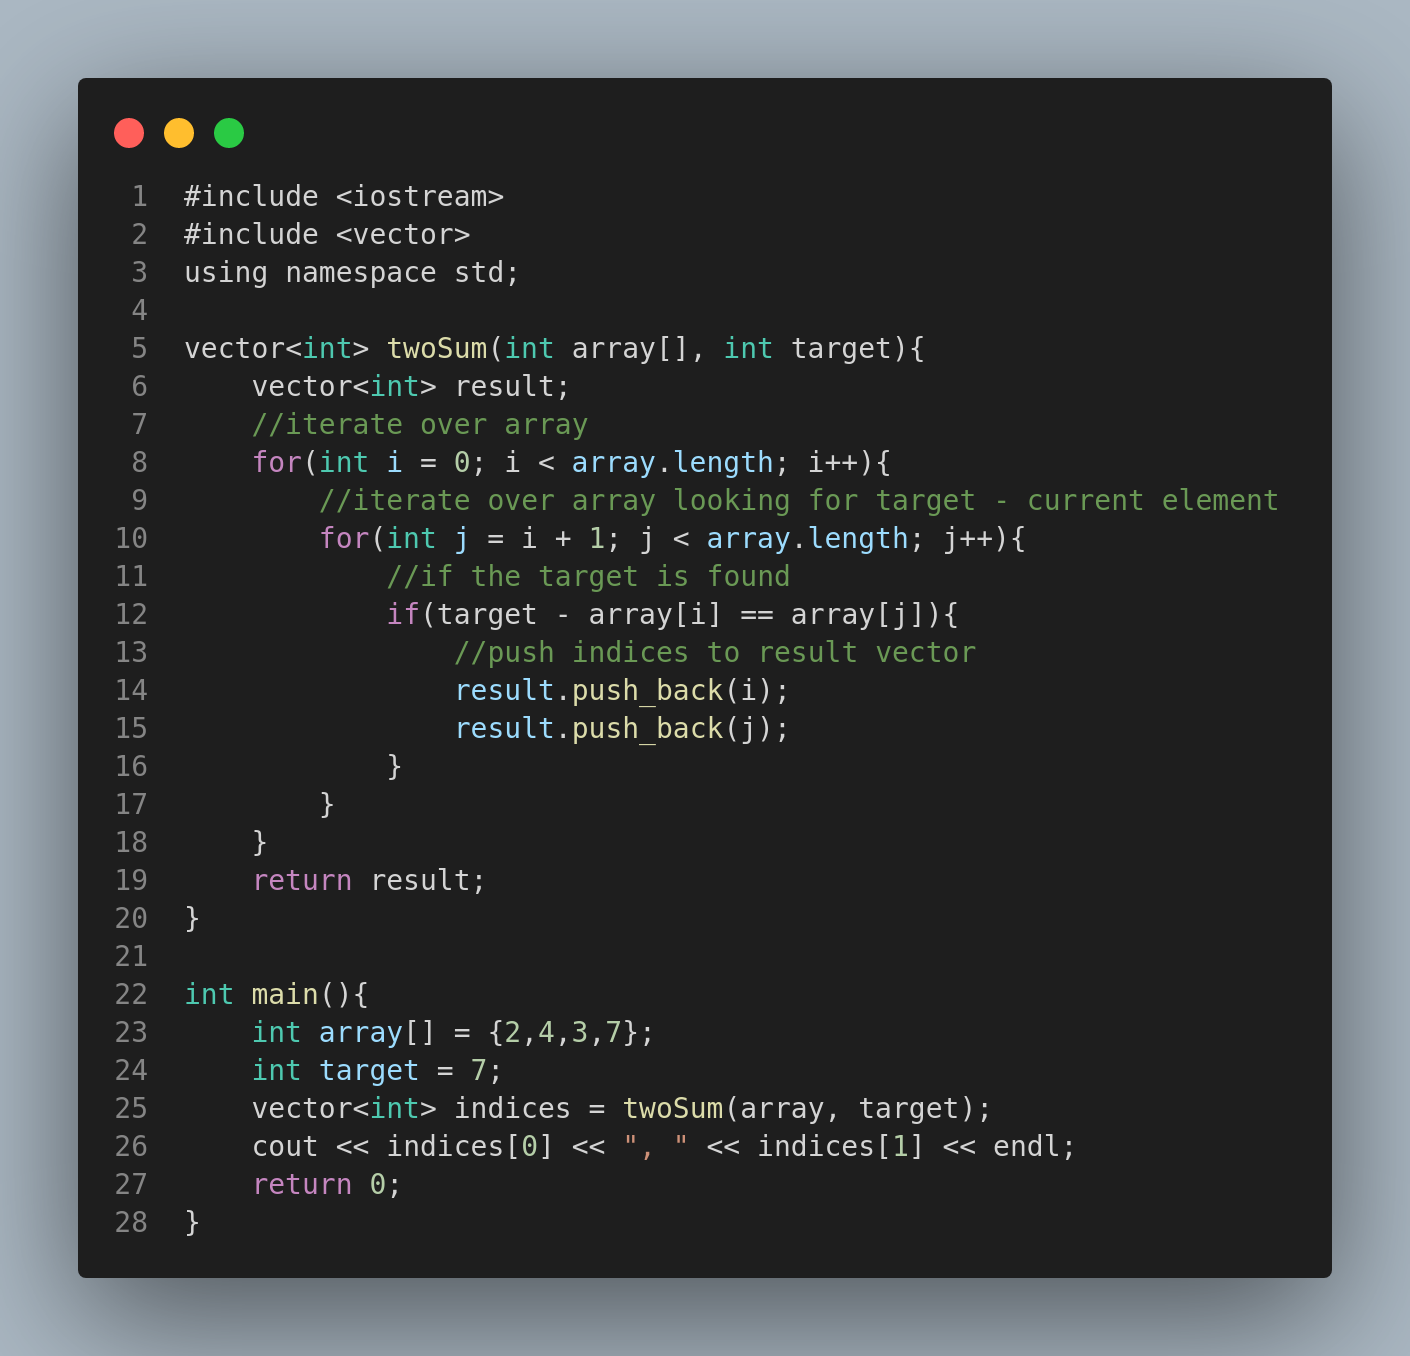 1 #include <iostream>
2 #include <vector>
3 using namespace std;
4
5 vector<int> twoSum(int array[], int target){
6     vector<int> result;
7     //iterate over array
8     for(int i = 0; i < array.length; i++){
9         //iterate over array looking for target - current element
10         for(int j = i + 1; j < array.length; j++){
11             //if the target is found
12             if(target - array[i] == array[j]){
13                 //push indices to result vector
14                 result.push_back(i);
15                 result.push_back(j);
16             }
17         }
18     }
19     return result;
20 }
21
22 int main(){
23     int array[] = {2,4,3,7};
24     int target = 7;
25     vector<int> indices = twoSum(array, target);
26     cout << indices[0] << ", " << indices[1] << endl;
27     return 0;
28 }